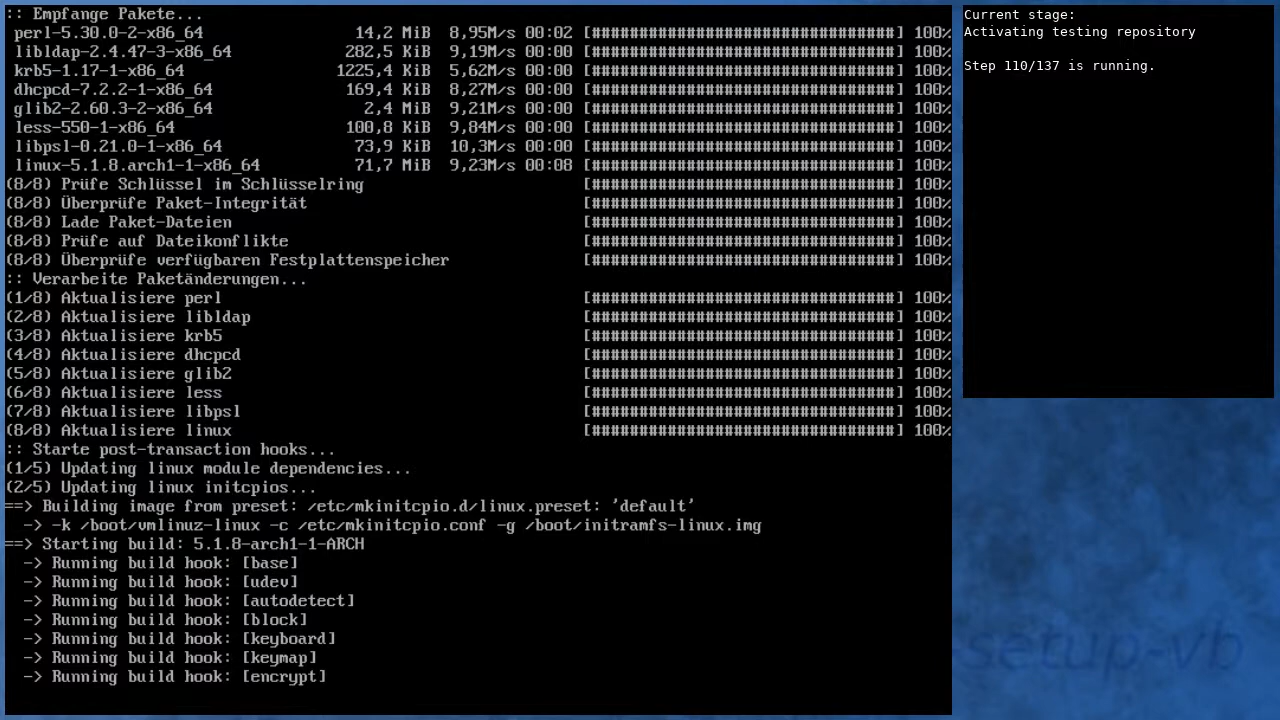 :: Empfange Pakete...
perl-5.30.0-2-x86_64 14,2 MiB 8,95M/s 00:02 [################################] 100%
libldap-2.4.47-3-x86_64 282,5 KiB 9,19M/s 00:00 [################################] 100%
krb5-1.17-1-x86_64 1225,4 KiB 5,62M/s 00:00 [################################] 100%
dhcpcd-7.2.2-1-x86_64 169,4 KiB 8,27M/s 00:00 [################################] 100%
glib2-2.60.3-2-x86_64 2,4 MiB 9,21M/s 00:00 [################################] 100%
less-550-1-x86_64 100,8 KiB 9,84M/s 00:00 [################################] 100%
libpsl-0.21.0-1-x86_64 73,9 KiB 10,3M/s 00:00 [################################] 100%
linux-5.1.8.arch1-1-x86_64 71,7 MiB 9,23M/s 00:08 [################################] 100%
(8/8) Prüfe Schlüssel im Schlüsselring [################################] 100%
(8/8) Überprüfe Paket-Integrität [################################] 100%
(8/8) Lade Paket-Dateien [################################] 100%
(8/8) Prüfe auf Dateikonflikte [################################] 100%
(8/8) Überprüfe verfügbaren Festplattenspeicher [################################] 100%
:: Verarbeite Paketänderungen...
(1/8) Aktualisiere perl [################################] 100%
(2/8) Aktualisiere libldap [################################] 100%
(3/8) Aktualisiere krb5 [################################] 100%
(4/8) Aktualisiere dhcpcd [################################] 100%
(5/8) Aktualisiere glib2 [################################] 100%
(6/8) Aktualisiere less [################################] 100%
(7/8) Aktualisiere libpsl [################################] 100%
(8/8) Aktualisiere linux [################################] 100%
:: Starte post-transaction hooks...
(1/5) Updating linux module dependencies...
(2/5) Updating linux initcpios...
==> Building image from preset: /etc/mkinitcpio.d/linux.preset: 'default'
-> -k /boot/vmlinuz-linux -c /etc/mkinitcpio.conf -g /boot/initramfs-linux.img
==> Starting build: 5.1.8-arch1-1-ARCH
-> Running build hook: [base]
-> Running build hook: [udev]
-> Running build hook: [autodetect]
-> Running build hook: [block]
-> Running build hook: [keyboard]
-> Running build hook: [keymap]
-> Running build hook: [encrypt]
Current stage:
Activating testing repository
Step 110/137 is running.
setup-vb